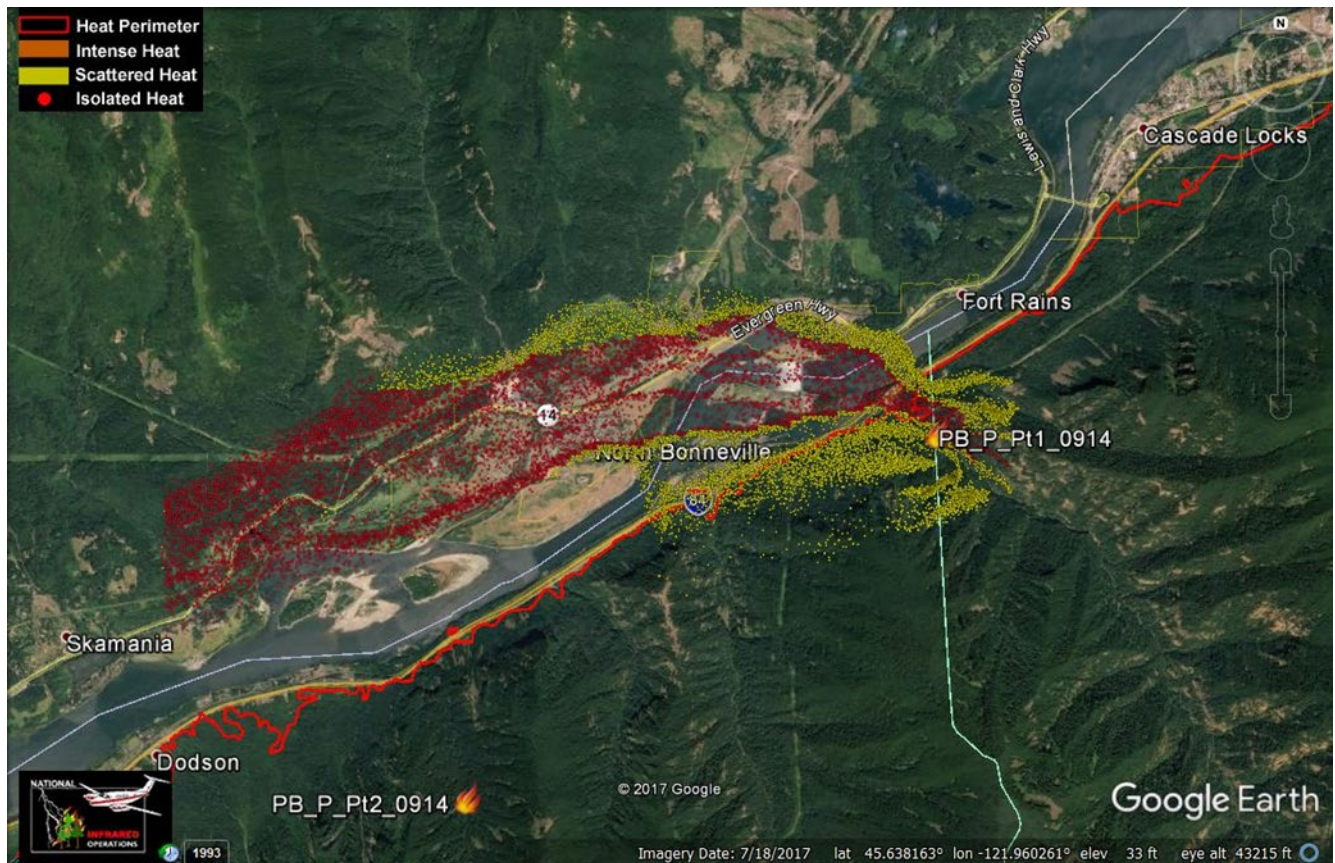 Heat Perimeter
Intense Heat
Scattered Heat
Isolated Heat
N
Lewis and Clark Hwy
Cascade Locks
Fort Rains
Evergreen Hwy
14
PB_P_Pt1_0914
North Bonneville
84
Skamania
Dodson
PB_P_Pt2_0914
© 2017 Google
Google Earth
NATIONAL
INFRARED
OPERATIONS
1993
Imagery Date: 7/18/2017 lat 45.638163° lon -121.960261° elev 33 ft eye alt 43215 ft